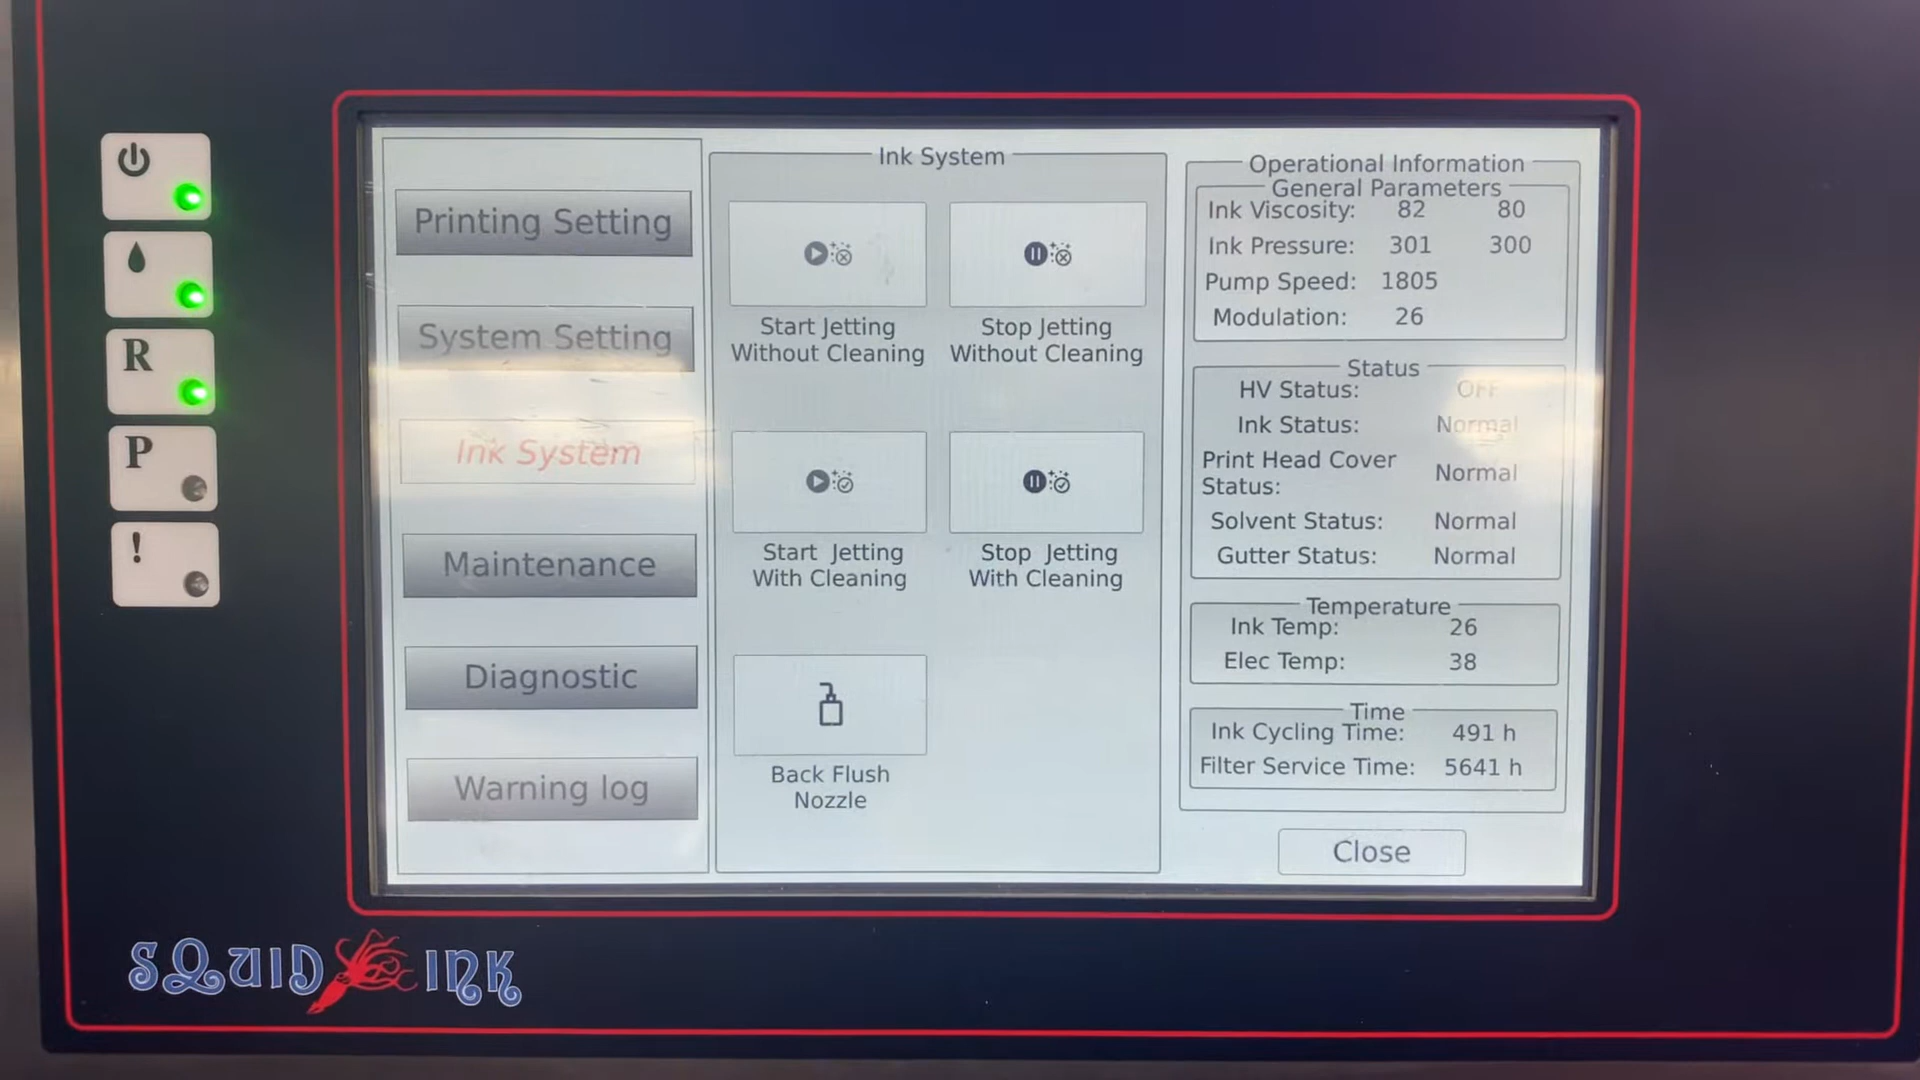 R
P
!
Printing Setting
System Setting
Ink System
Maintenance
Diagnostic
Warning log
Ink System
Start Jetting
Without Cleaning
Stop Jetting
Without Cleaning
Start Jetting
With Cleaning
Stop Jetting
With Cleaning
Back Flush
Nozzle
Operational Information
General Parameters
Ink Viscosity: 82 80
Ink Pressure: 301 300
Pump Speed: 1805
Modulation: 26
Status
HV Status: OFF
Ink Status: Normal
Print Head Cover
Status: Normal
Solvent Status: Normal
Gutter Status: Normal
Temperature
Ink Temp: 26
Elec Temp: 38
Time
Ink Cycling Time: 491 h
Filter Service Time: 5641 h
Close
SQUID INK